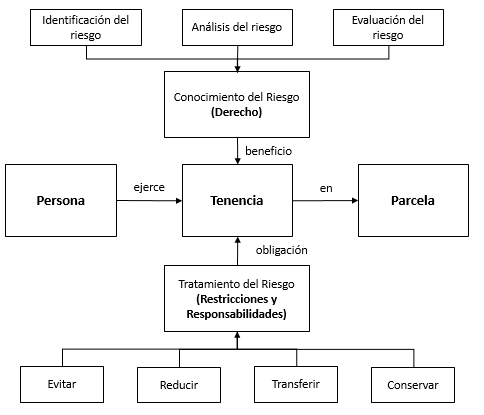 Identificación del
riesgo
Análisis del riesgo
Evaluación del
riesgo
Conocimiento del Riesgo
(Derecho)
beneficio
Persona
ejerce
Tenencia
en
Parcela
obligación
Tratamiento del Riesgo
(Restricciones y
Responsabilidades)
Evitar
Reducir
Transferir
Conservar